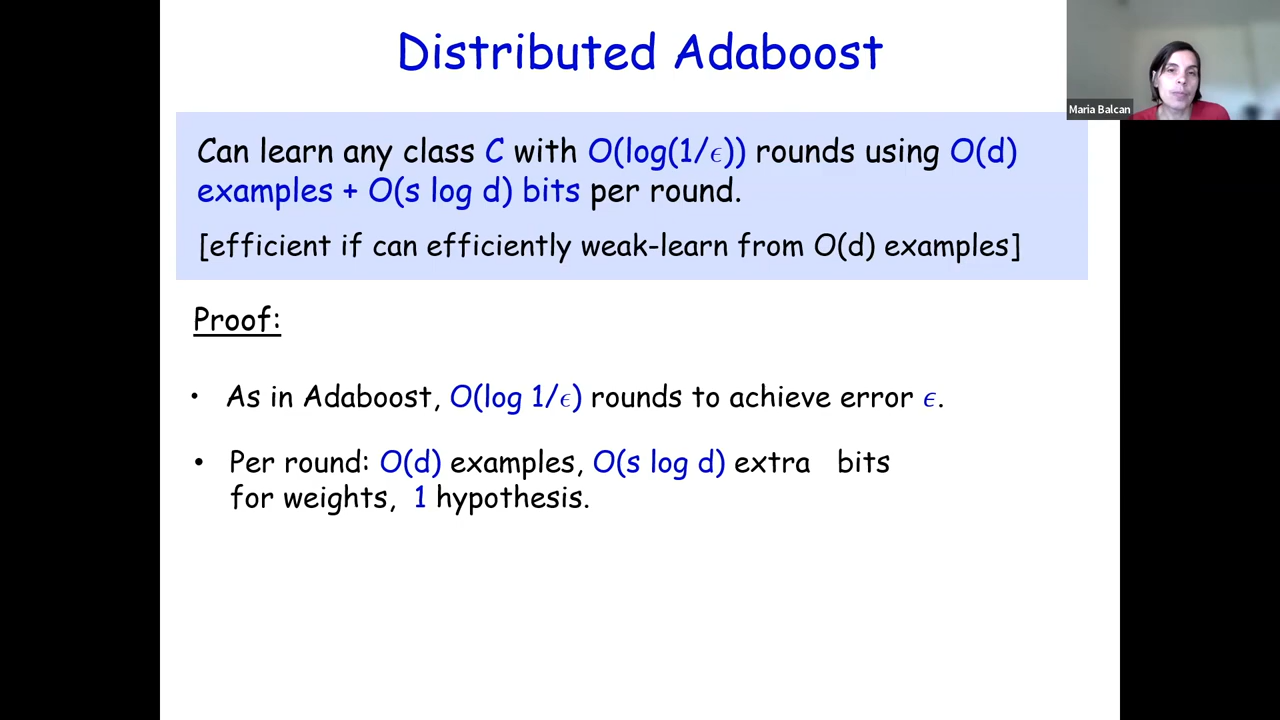 Distributed Adaboost
Maria Balcan
Can learn any class C with O(log(1/ϵ)) rounds using O(d)
examples + O(s log d) bits per round.
[efficient if can efficiently weak-learn from O(d) examples]
Proof:
• As in Adaboost, O(log 1/ϵ) rounds to achieve error ϵ.
• Per round: O(d) examples, O(s log d) extra bits
for weights, 1 hypothesis.